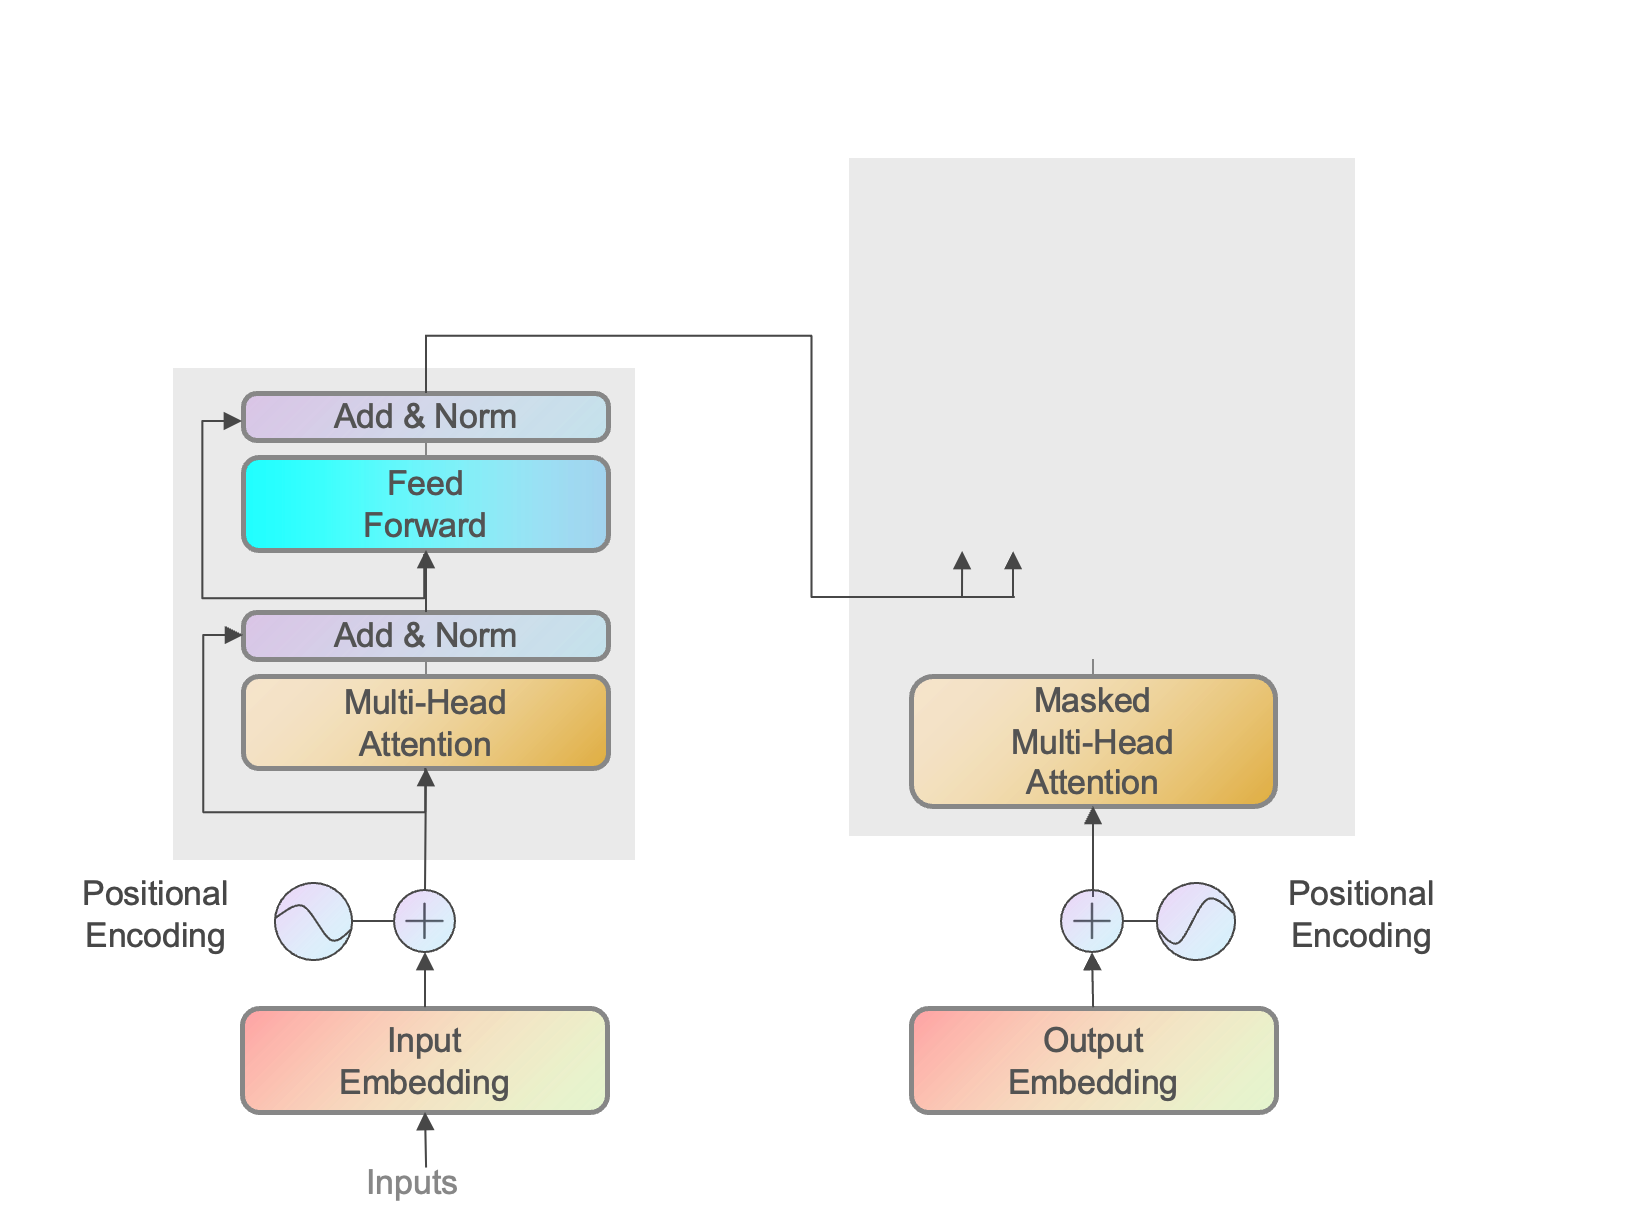 Add & Norm
Feed
Forward
Add & Norm
Multi-Head
Attention
Positional
Encoding
Input
Embedding
Inputs
Masked
Multi-Head
Attention
Positional
Encoding
Output
Embedding